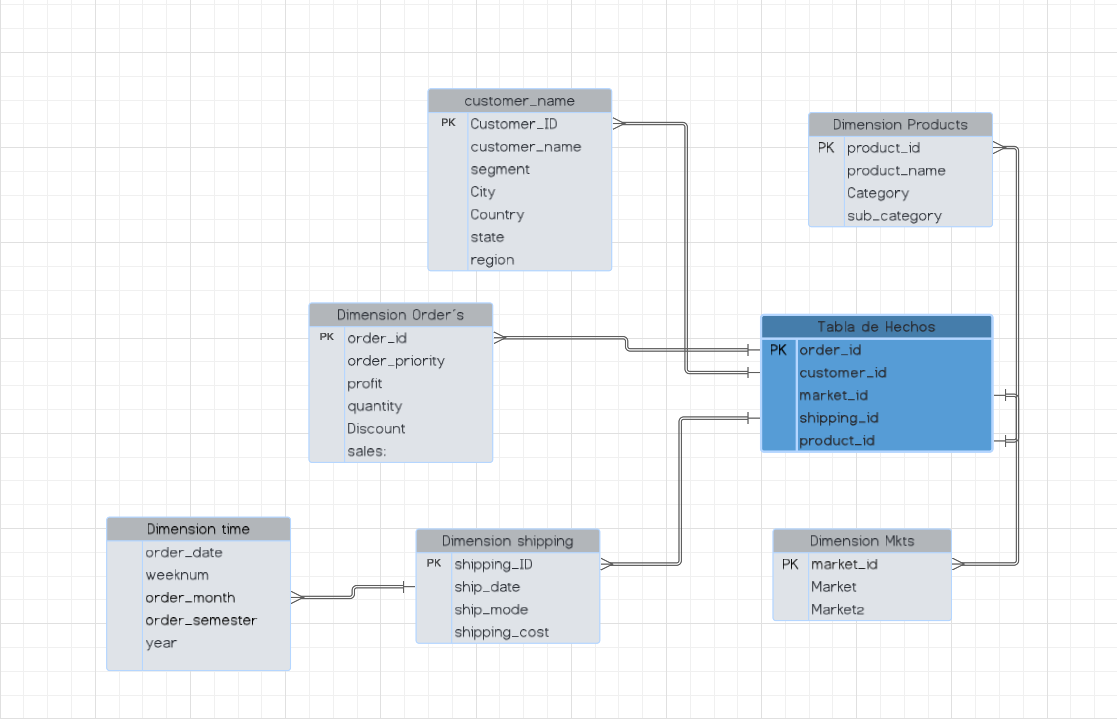 customer_name
PK Customer_ID
customer_name
segment
City
Country
state
region
Dimension Products
PK product_id
product_name
Category
sub_category
Dimension Order´s
PK order_id
order_priority
profit
quantity
Discount
sales:
Tabla de Hechos
PK order_id
customer_id
market_id
shipping_id
product_id
Dimension time
order_date
weeknum
order_month
order_semester
year
Dimension shipping
PK shipping_ID
ship_date
ship_mode
shipping_cost
Dimension Mkts
PK market_id
Market
Market2